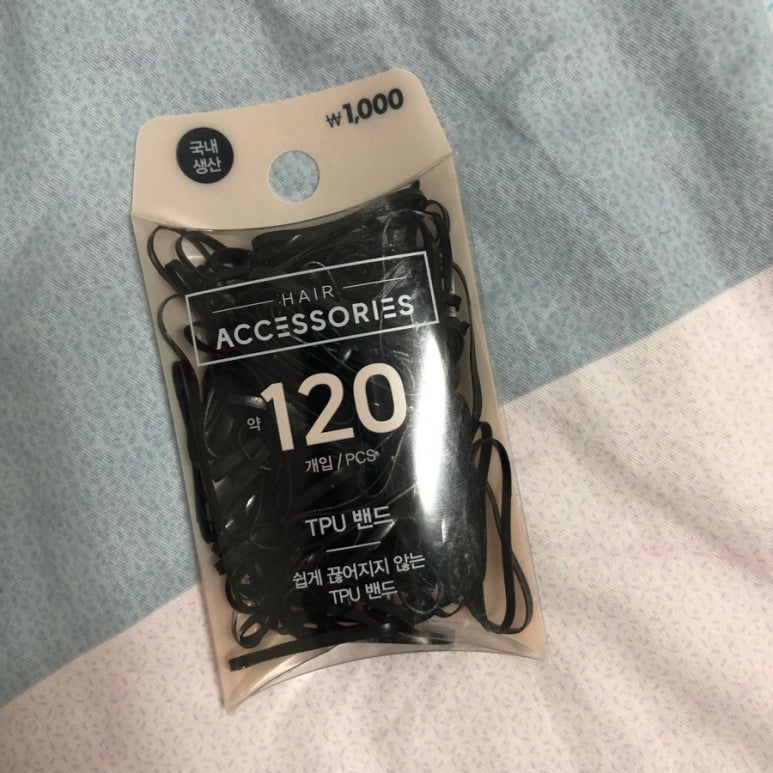 ₩1,000
국내
생산
HAIR
ACCESSORIES
약 120
개입/PCS
TPU 밴드
쉽게 끊어지지 않는
TPU 밴드